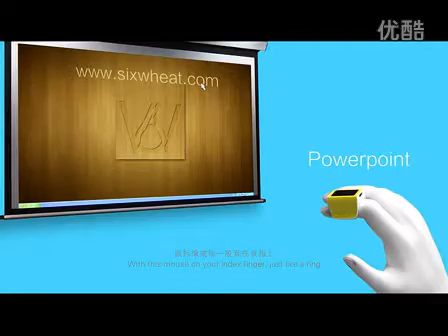 优酷
www.sixwheat.com
Powerpoint
With this mouse on your index finger, just like a ring